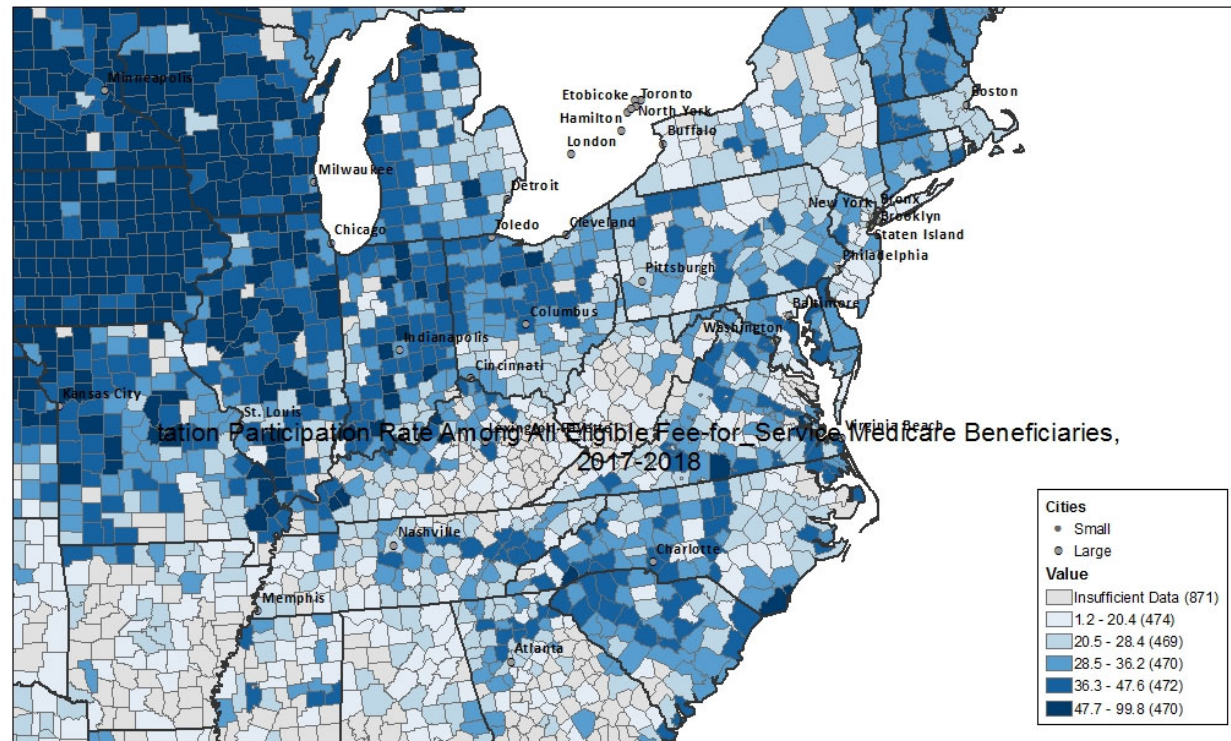 Minneapolis
Etobicoke Toronto
North York
Hamilton
London
Buffalo
Boston
Milwaukee
Detroit
Chicago
Toledo
Cleveland
New York
Bronx
Brooklyn
Staten Island
Philadelphia
Pittsburgh
Baltimore
Columbus
Washington
Indianapolis
Cincinnati
Kansas City
St. Louis
Virginia Beach
tation Participation Rate Among All Eligible Fee-for_Service Medicare Beneficiaries,
2017-2018
Nashville
Charlotte
Memphis
Atlanta
Cities
Small
Large
Value
Insufficient Data (871)
1.2 - 20.4 (474)
20.5 - 28.4 (469)
28.5 - 36.2 (470)
36.3 - 47.6 (472)
47.7 - 99.8 (470)